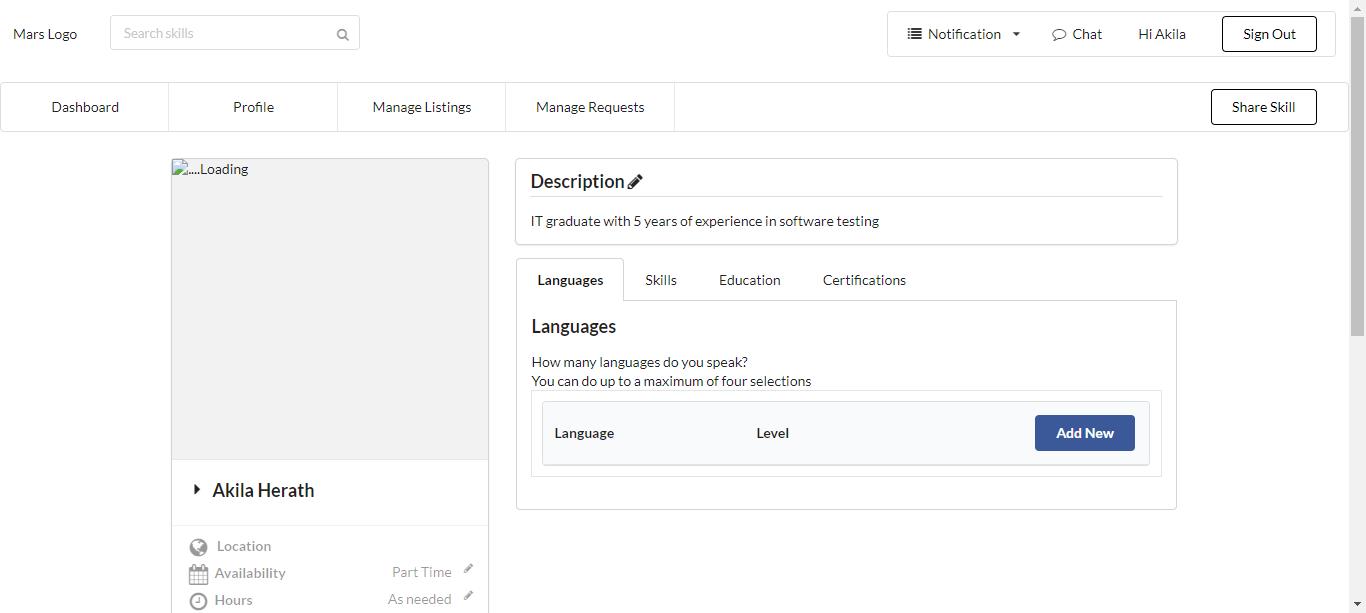 Mars Logo
Search skills
Notification
Chat
Hi Akila
Sign Out
Dashboard
Profile
Manage Listings
Manage Requests
Share Skill
....Loading
Description
IT graduate with 5 years of experience in software testing
Languages
Skills
Education
Certifications
Languages
How many languages do you speak?
You can do up to a maximum of four selections
Language
Level
Add New
Akila Herath
Location
Availability
Part Time
Hours
As needed